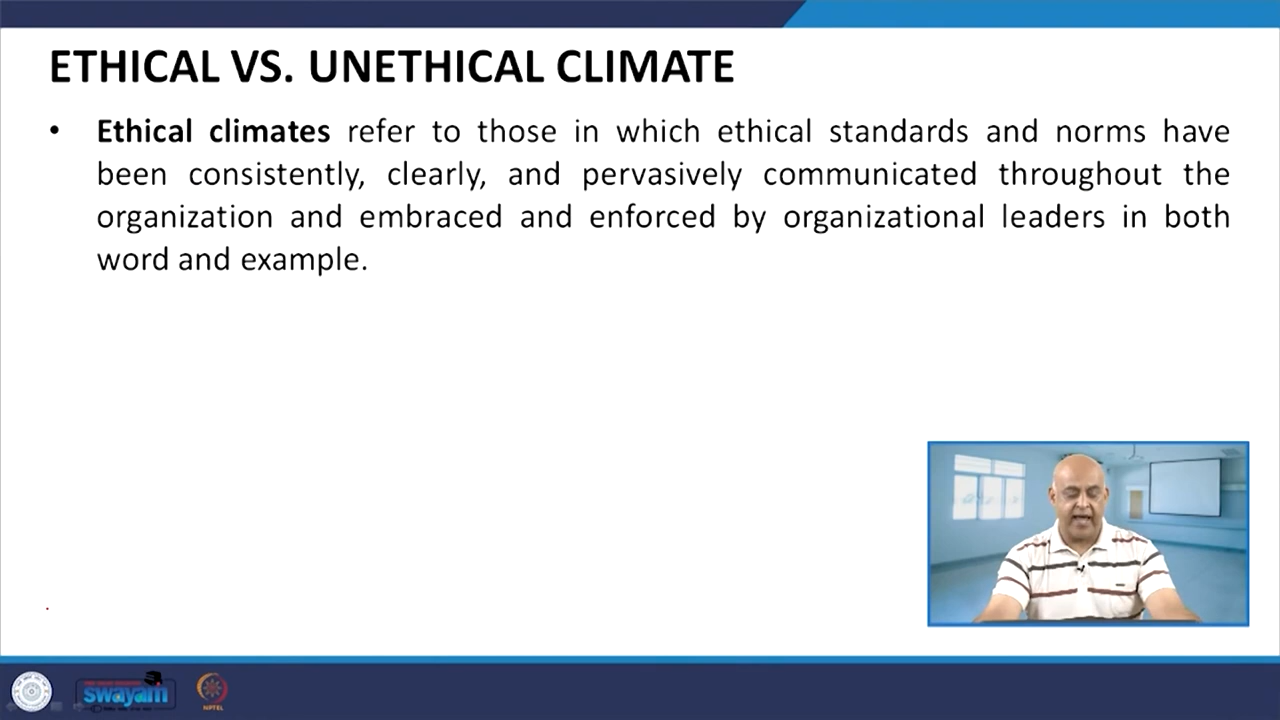 ETHICAL VS. UNETHICAL CLIMATE
• Ethical climates refer to those in which ethical standards and norms have
been consistently, clearly, and pervasively communicated throughout the
organization and embraced and enforced by organizational leaders in both
word and example.
swayam
NPTEL